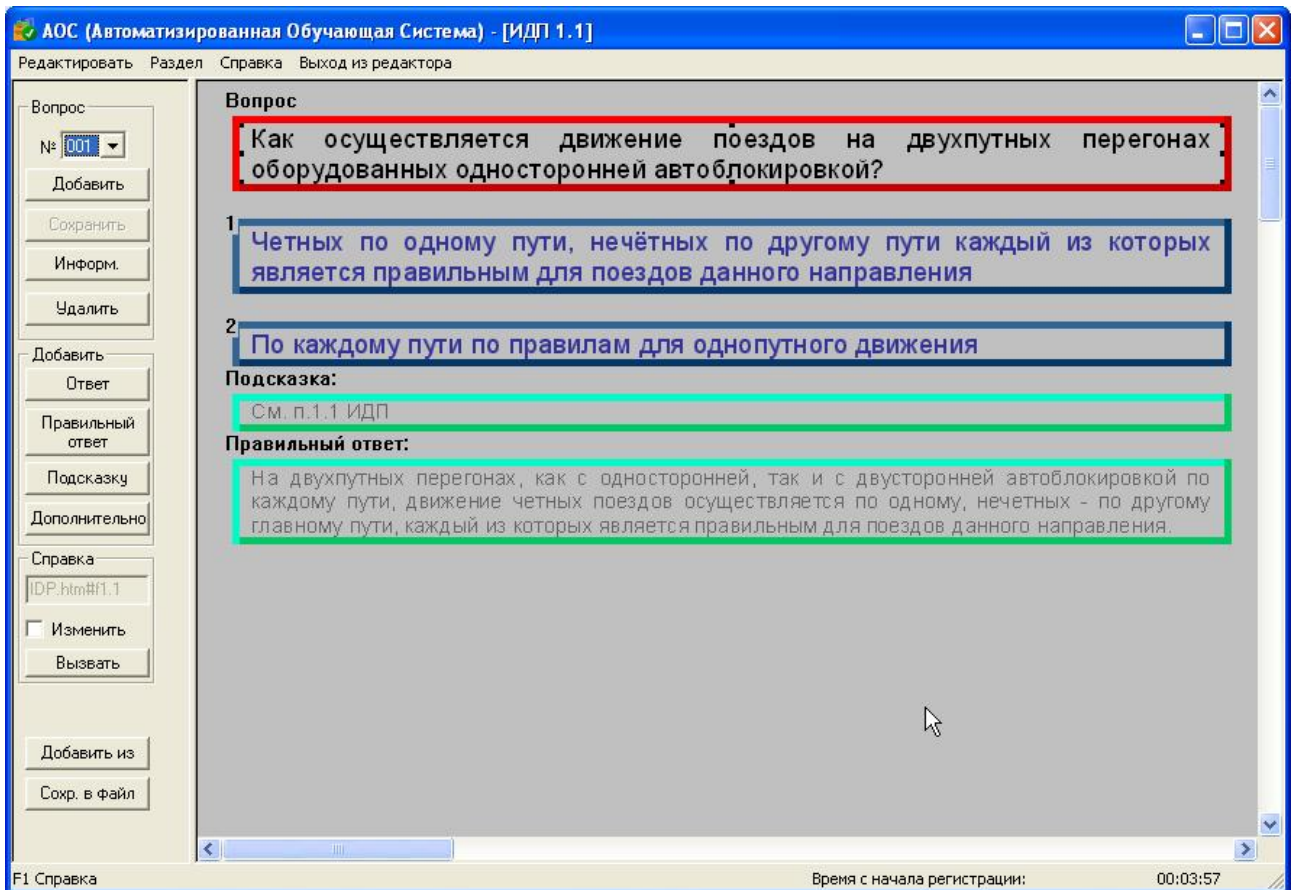 АОС (Автоматизированная Обучающая Система) - [ИДП 1.1]
Редактировать Раздел Справка Выход из редактора
Вопрос
№ 001
Добавить
Сохранить
Информ.
Удалить
Добавить
Ответ
Правильный
ответ
Подсказку
Дополнительно
Справка
IDP.htm#f1.1
Изменить
Вызвать
Добавить из
Сохр. в файл
Вопрос
Как осуществляется движение поездов на двухпутных перегонах
оборудованных односторонней автоблокировкой?
1
Четных по одному пути, нечётных по другому пути каждый из которых
является правильным для поездов данного направления
2
По каждому пути по правилам для однопутного движения
Подсказка:
См. п.1.1 ИДП
Правильный ответ:
На двухпутных перегонах, как с односторонней, так и с двусторонней автоблокировкой по
каждому пути, движение четных поездов осуществляется по одному, нечетных - по другому
главному пути, каждый из которых является правильным для поездов данного направления.
F1 Справка
Время с начала регистрации: 00:03:57